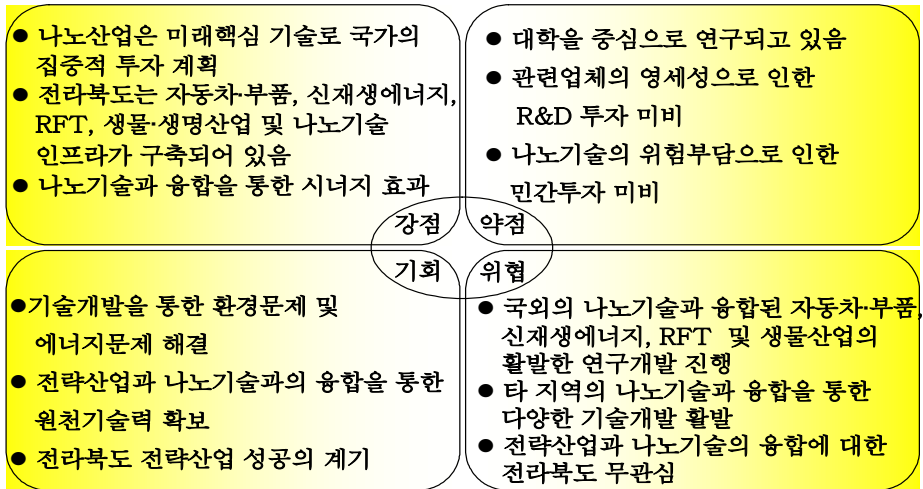 ● 나노산업은 미래핵심 기술로 국가의
집중적 투자 계획
● 전라북도는 자동차·부품, 신재생에너지,
RFT, 생물·생명산업 및 나노기술
인프라가 구축되어 있음
● 나노기술과 융합을 통한 시너지 효과
강점
● 대학을 중심으로 연구되고 있음
● 관련업체의 영세성으로 인한
R&D 투자 미비
● 나노기술의 위험부담으로 인한
민간투자 미비
약점
기회
●기술개발을 통한 환경문제 및
에너지문제 해결
● 전략산업과 나노기술과의 융합을 통한
원천기술력 확보
● 전라북도 전략산업 성공의 계기
위협
● 국외의 나노기술과 융합된 자동차·부품,
신재생에너지, RFT 및 생물산업의
활발한 연구개발 진행
● 타 지역의 나노기술과 융합을 통한
다양한 기술개발 활발
● 전략산업과 나노기술의 융합에 대한
전라북도 무관심